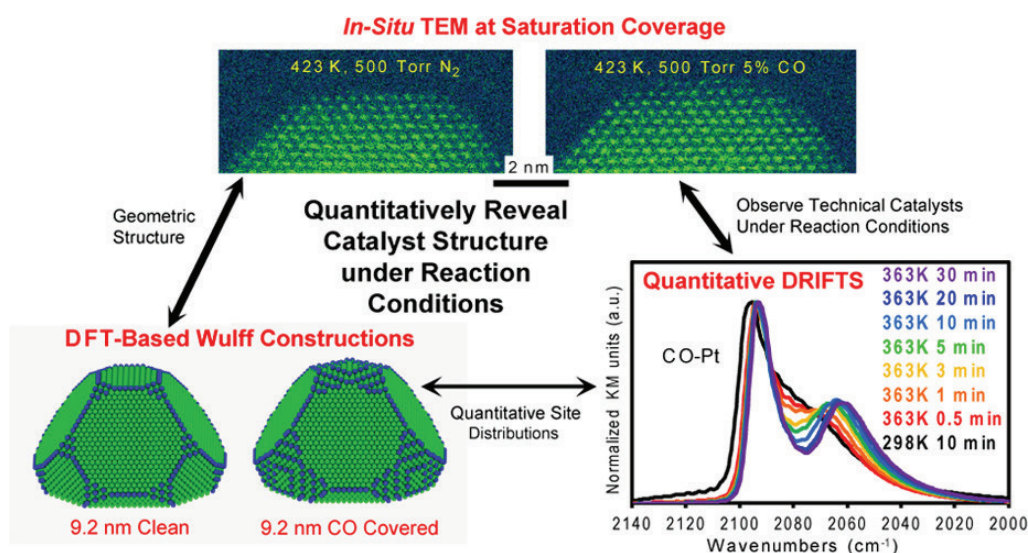 In-Situ TEM at Saturation Coverage
423 K, 500 Torr N₂
423 K, 500 Torr 5% CO
2 nm
Geometric
Structure
Quantitatively Reveal
Catalyst Structure
under Reaction
Conditions
Observe Technical Catalysts
Under Reaction Conditions
DFT-Based Wulff Constructions
9.2 nm Clean
9.2 nm CO Covered
Quantitative Site
Distributions
Quantitative DRIFTS
Normalized KM units (a.u.)
CO-Pt
363K 30 min
363K 20 min
363K 10 min
363K 5 min
363K 3 min
363K 1 min
363K 0.5 min
298K 10 min
2140 2120 2100 2080 2060 2040 2020 2000
Wavenumbers (cm⁻¹)